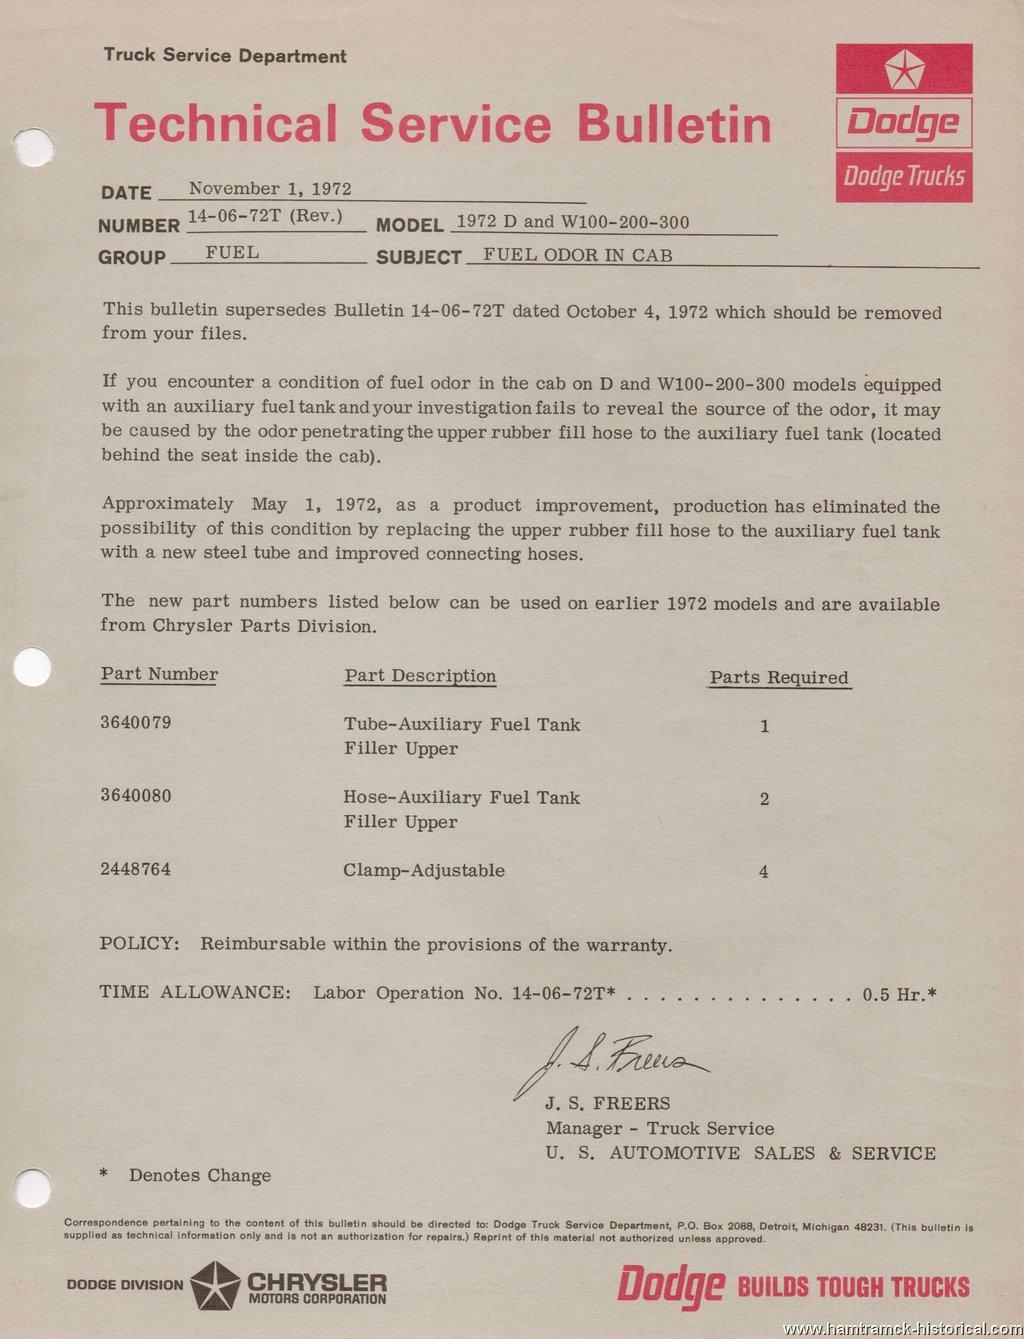 Truck Service Department
Technical Service Bulletin
Dodge
Dodge Trucks
DATE November 1, 1972
NUMBER 14-06-72T (Rev.) MODEL 1972 D and W100-200-300
GROUP FUEL SUBJECT FUEL ODOR IN CAB
This bulletin supersedes Bulletin 14-06-72T dated October 4, 1972 which should be removed
from your files.
If you encounter a condition of fuel odor in the cab on D and W100-200-300 models equipped
with an auxiliary fuel tank and your investigation fails to reveal the source of the odor, it may
be caused by the odor penetrating the upper rubber fill hose to the auxiliary fuel tank (located
behind the seat inside the cab).
Approximately May 1, 1972, as a product improvement, production has eliminated the
possibility of this condition by replacing the upper rubber fill hose to the auxiliary fuel tank
with a new steel tube and improved connecting hoses.
The new part numbers listed below can be used on earlier 1972 models and are available
from Chrysler Parts Division.
Part Number Part Description Parts Required
3640079 Tube-Auxiliary Fuel Tank 1
Filler Upper
3640080 Hose-Auxiliary Fuel Tank 2
Filler Upper
2448764 Clamp-Adjustable 4
POLICY: Reimbursable within the provisions of the warranty.
TIME ALLOWANCE: Labor Operation No. 14-06-72T* . . . . . . . . . . . . . . 0.5 Hr.*
J. S. Freers
J. S. FREERS
Manager - Truck Service
U. S. AUTOMOTIVE SALES & SERVICE
* Denotes Change
Correspondence pertaining to the content of this bulletin should be directed to: Dodge Truck Service Department, P.O. Box 2088, Detroit, Michigan 48231. (This bulletin is
supplied as technical information only and is not an authorization for repairs.) Reprint of this material not authorized unless approved.
DODGE DIVISION CHRYSLER
MOTORS CORPORATION
Dodge BUILDS TOUGH TRUCKS
www.hamtramck-historical.com